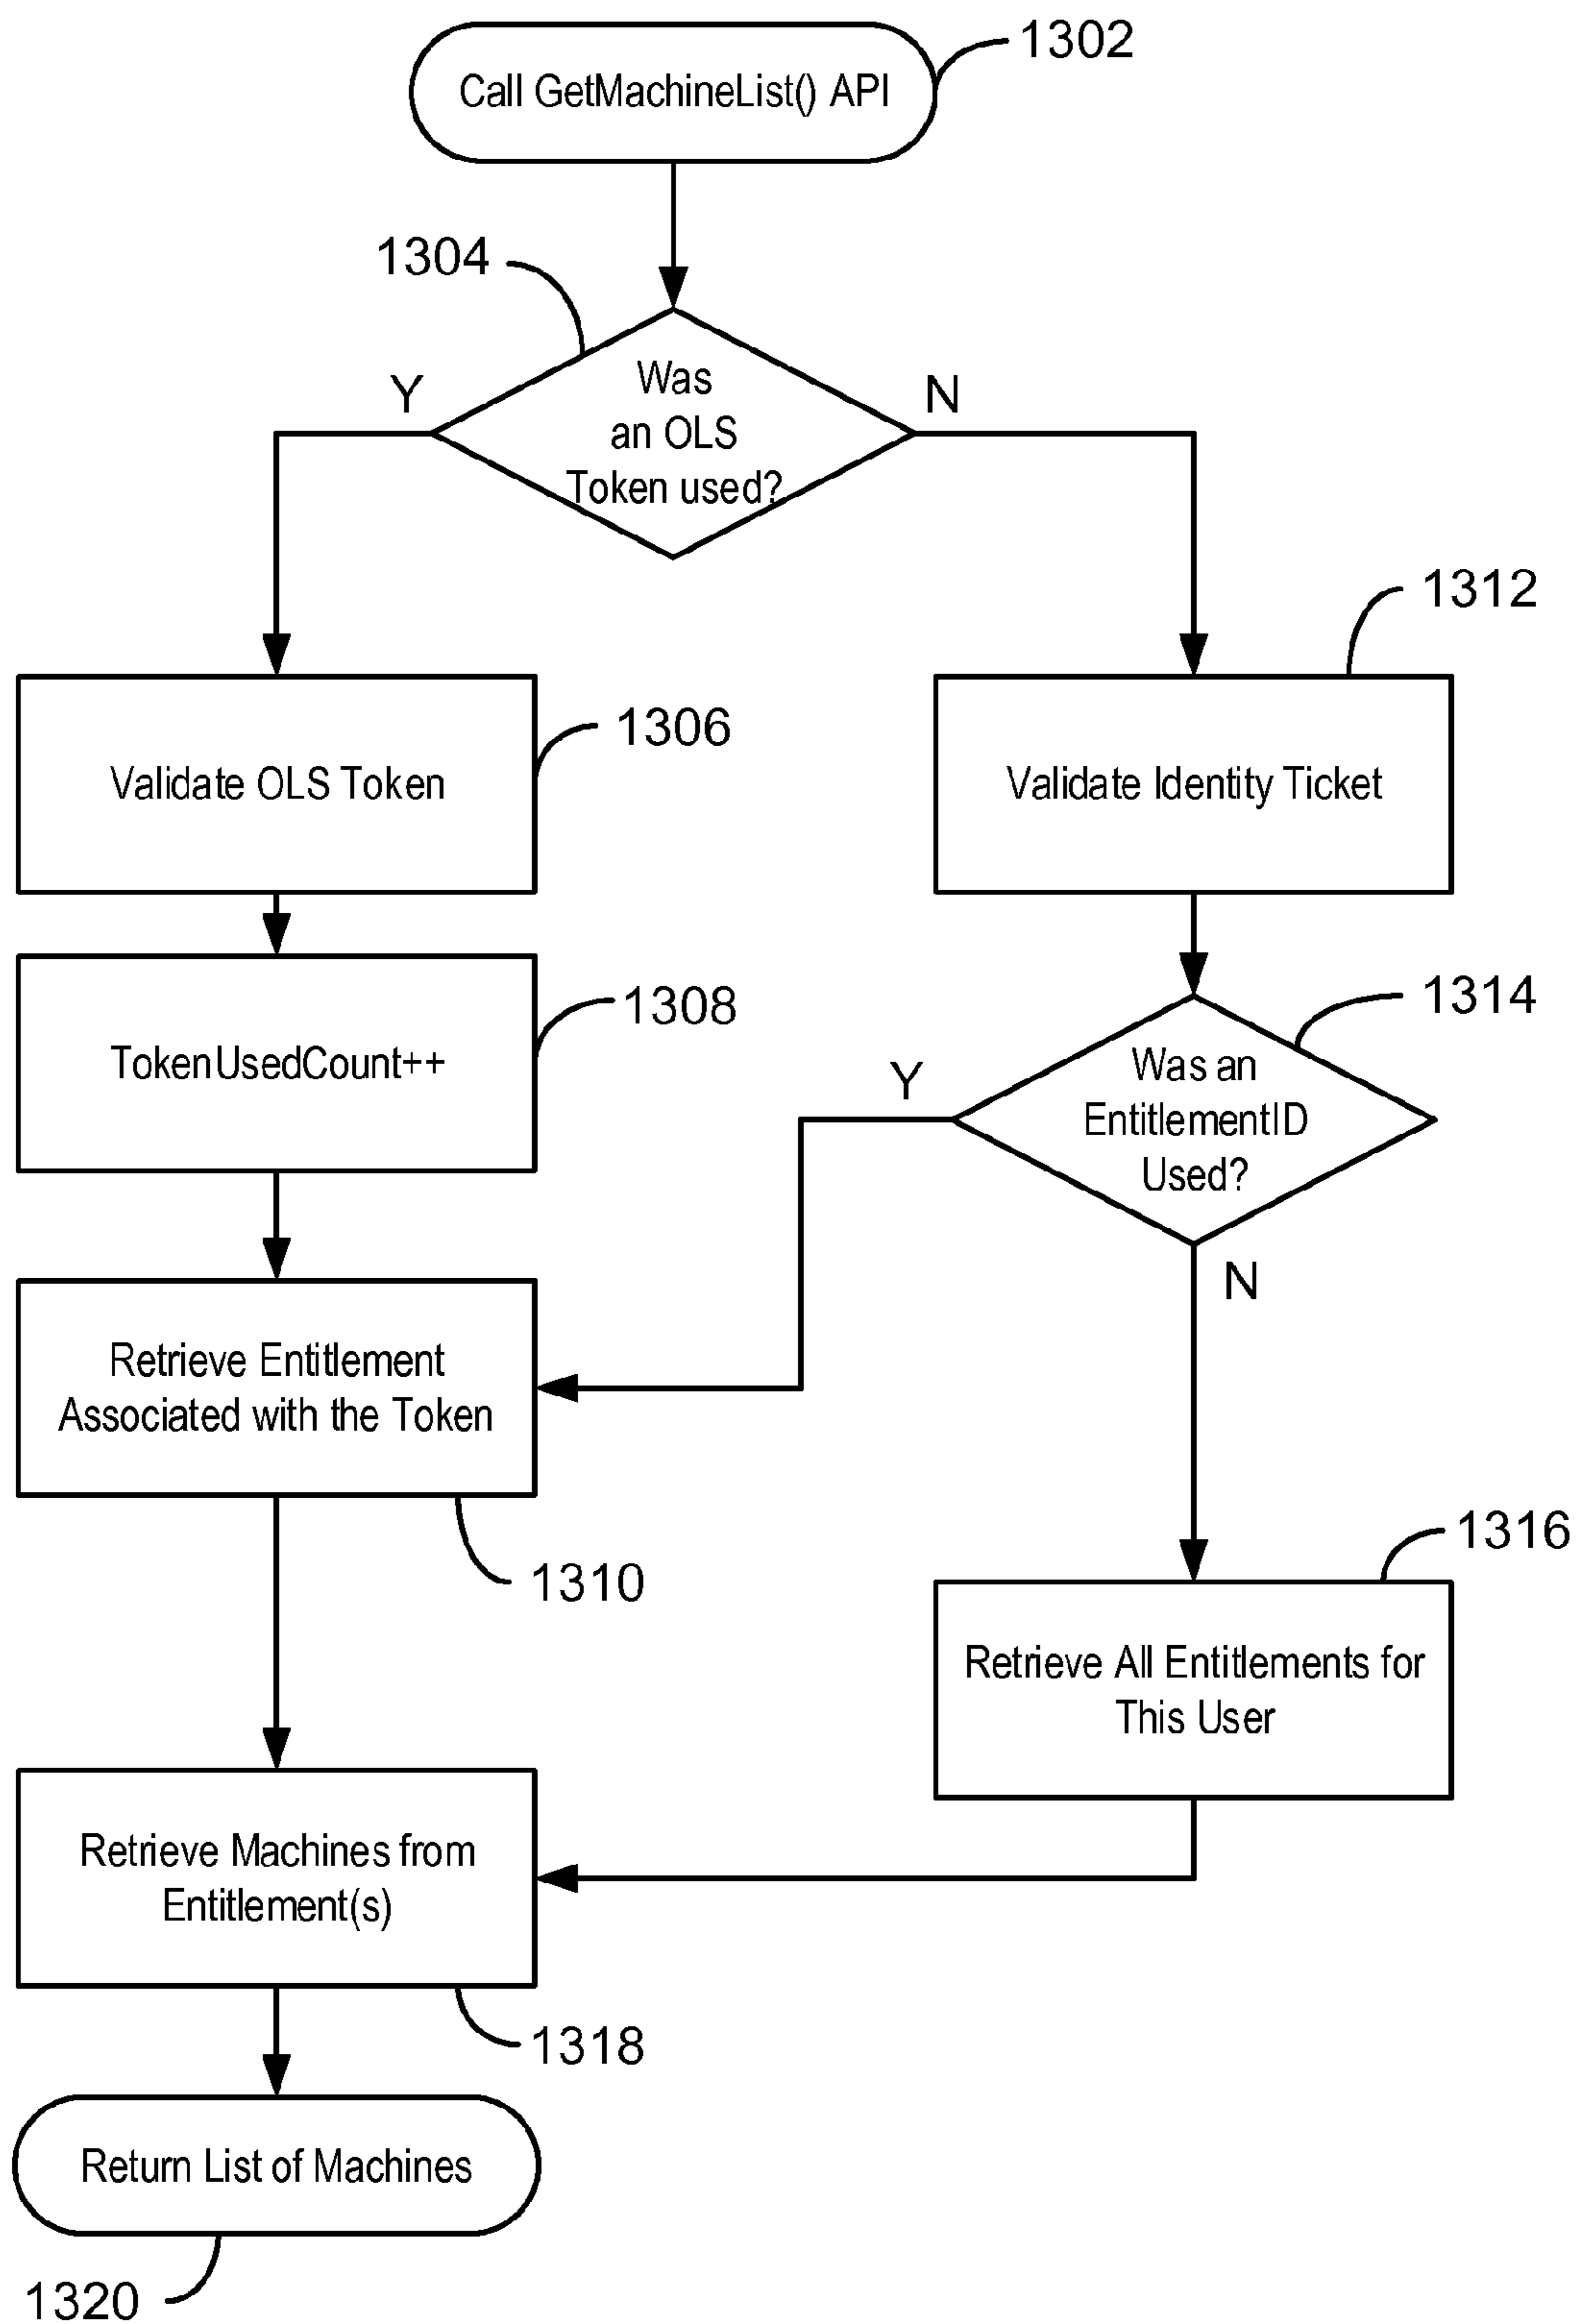 Call GetMachineList() API
1302
1304
Y
Was
an OLS
Token used?
N
1312
Validate OLS Token
1306
Validate Identity Ticket
TokenUsedCount++
1308
1314
Y
Was an
EntitlementID
Used?
N
Retrieve Entitlement
Associated with the Token
1310
1316
Retrieve All Entitlements for
This User
Retrieve Machines from
Entitlement(s)
1318
Return List of Machines
1320